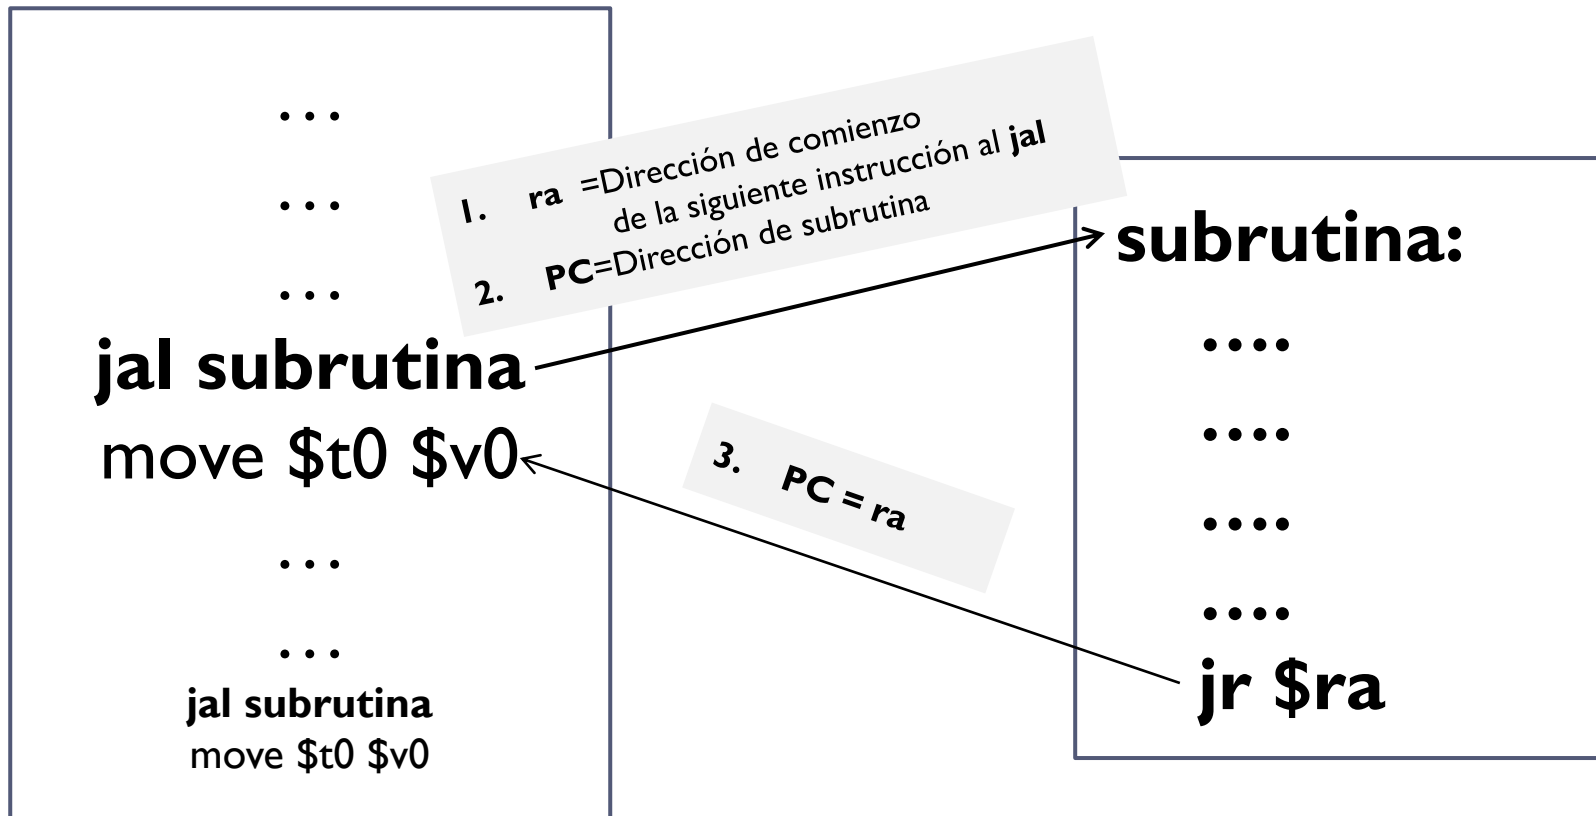 ...
...
...
jal subrutina
move $t0 $v0
...
...
jal subrutina
move $t0 $v0
1. ra =Dirección de comienzo
de la siguiente instrucción al jal
2. PC=Dirección de subrutina
3. PC = ra
subrutina:
....
....
....
....
jr $ra